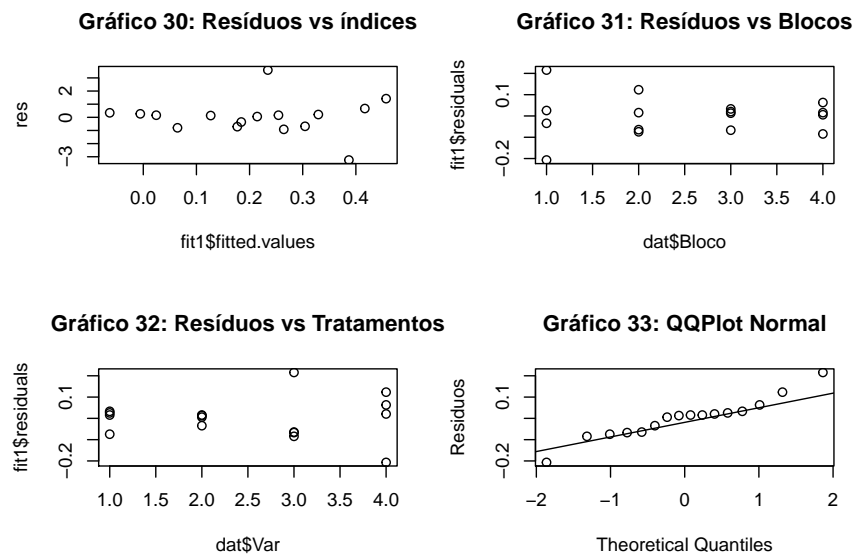 Gráfico 30: Resíduos vs índices
res
−3 0 2
0.0 0.1 0.2 0.3 0.4
fit1$fitted.values
Gráfico 31: Resíduos vs Blocos
fit1$residuals
−0.2 0.1
1.0 1.5 2.0 2.5 3.0 3.5 4.0
dat$Bloco
Gráfico 32: Resíduos vs Tratamentos
fit1$residuals
−0.2 0.1
1.0 1.5 2.0 2.5 3.0 3.5 4.0
dat$Var
Gráfico 33: QQPlot Normal
Resíduos
−0.2 0.1
−2 −1 0 1 2
Theoretical Quantiles